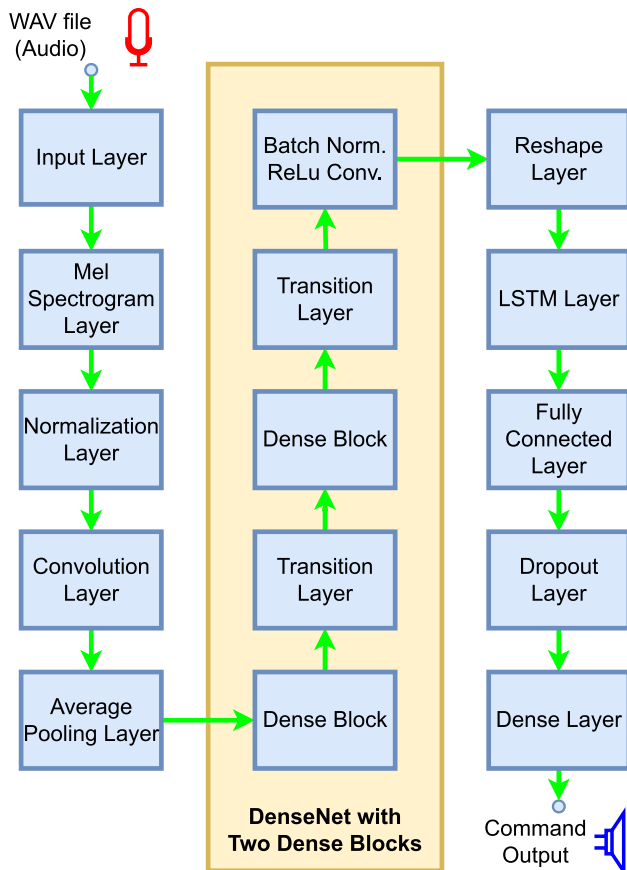 WAV file
(Audio)
Input Layer
Mel
Spectrogram
Layer
Normalization
Layer
Convolution
Layer
Average
Pooling Layer
Dense Block
Transition
Layer
Dense Block
Transition
Layer
Batch Norm.
ReLu Conv.
DenseNet with
Two Dense Blocks
Reshape
Layer
LSTM Layer
Fully
Connected
Layer
Dropout
Layer
Dense Layer
Command
Output